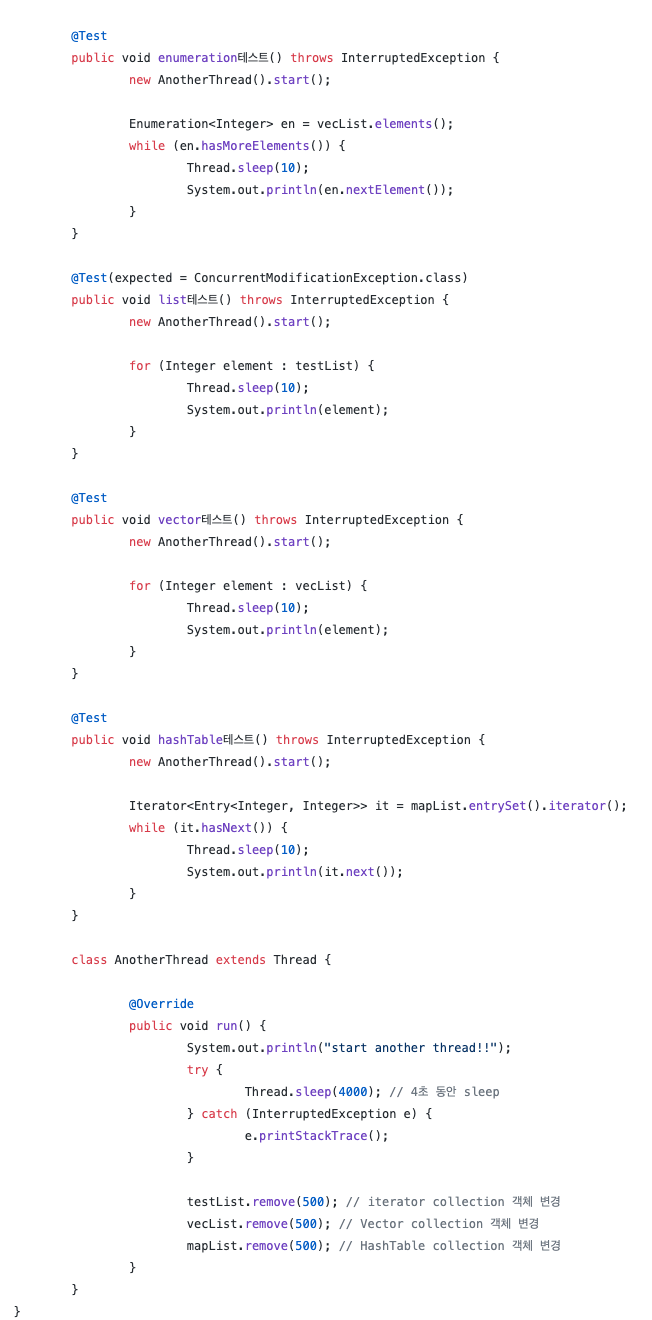 @Test
public void enumeration테스트() throws InterruptedException {
new AnotherThread().start();
Enumeration<Integer> en = vecList.elements();
while (en.hasMoreElements()) {
Thread.sleep(10);
System.out.println(en.nextElement());
}
}
@Test(expected = ConcurrentModificationException.class)
public void list테스트() throws InterruptedException {
new AnotherThread().start();
for (Integer element : testList) {
Thread.sleep(10);
System.out.println(element);
}
}
@Test
public void vector테스트() throws InterruptedException {
new AnotherThread().start();
for (Integer element : vecList) {
Thread.sleep(10);
System.out.println(element);
}
}
@Test
public void hashTable테스트() throws InterruptedException {
new AnotherThread().start();
Iterator<Entry<Integer, Integer>> it = mapList.entrySet().iterator();
while (it.hasNext()) {
Thread.sleep(10);
System.out.println(it.next());
}
}
class AnotherThread extends Thread {
@Override
public void run() {
System.out.println("start another thread!!");
try {
Thread.sleep(4000); // 4초 동안 sleep
} catch (InterruptedException e) {
e.printStackTrace();
}
testList.remove(500); // iterator collection 객체 변경
vecList.remove(500); // Vector collection 객체 변경
mapList.remove(500); // HashTable collection 객체 변경
}
}
}